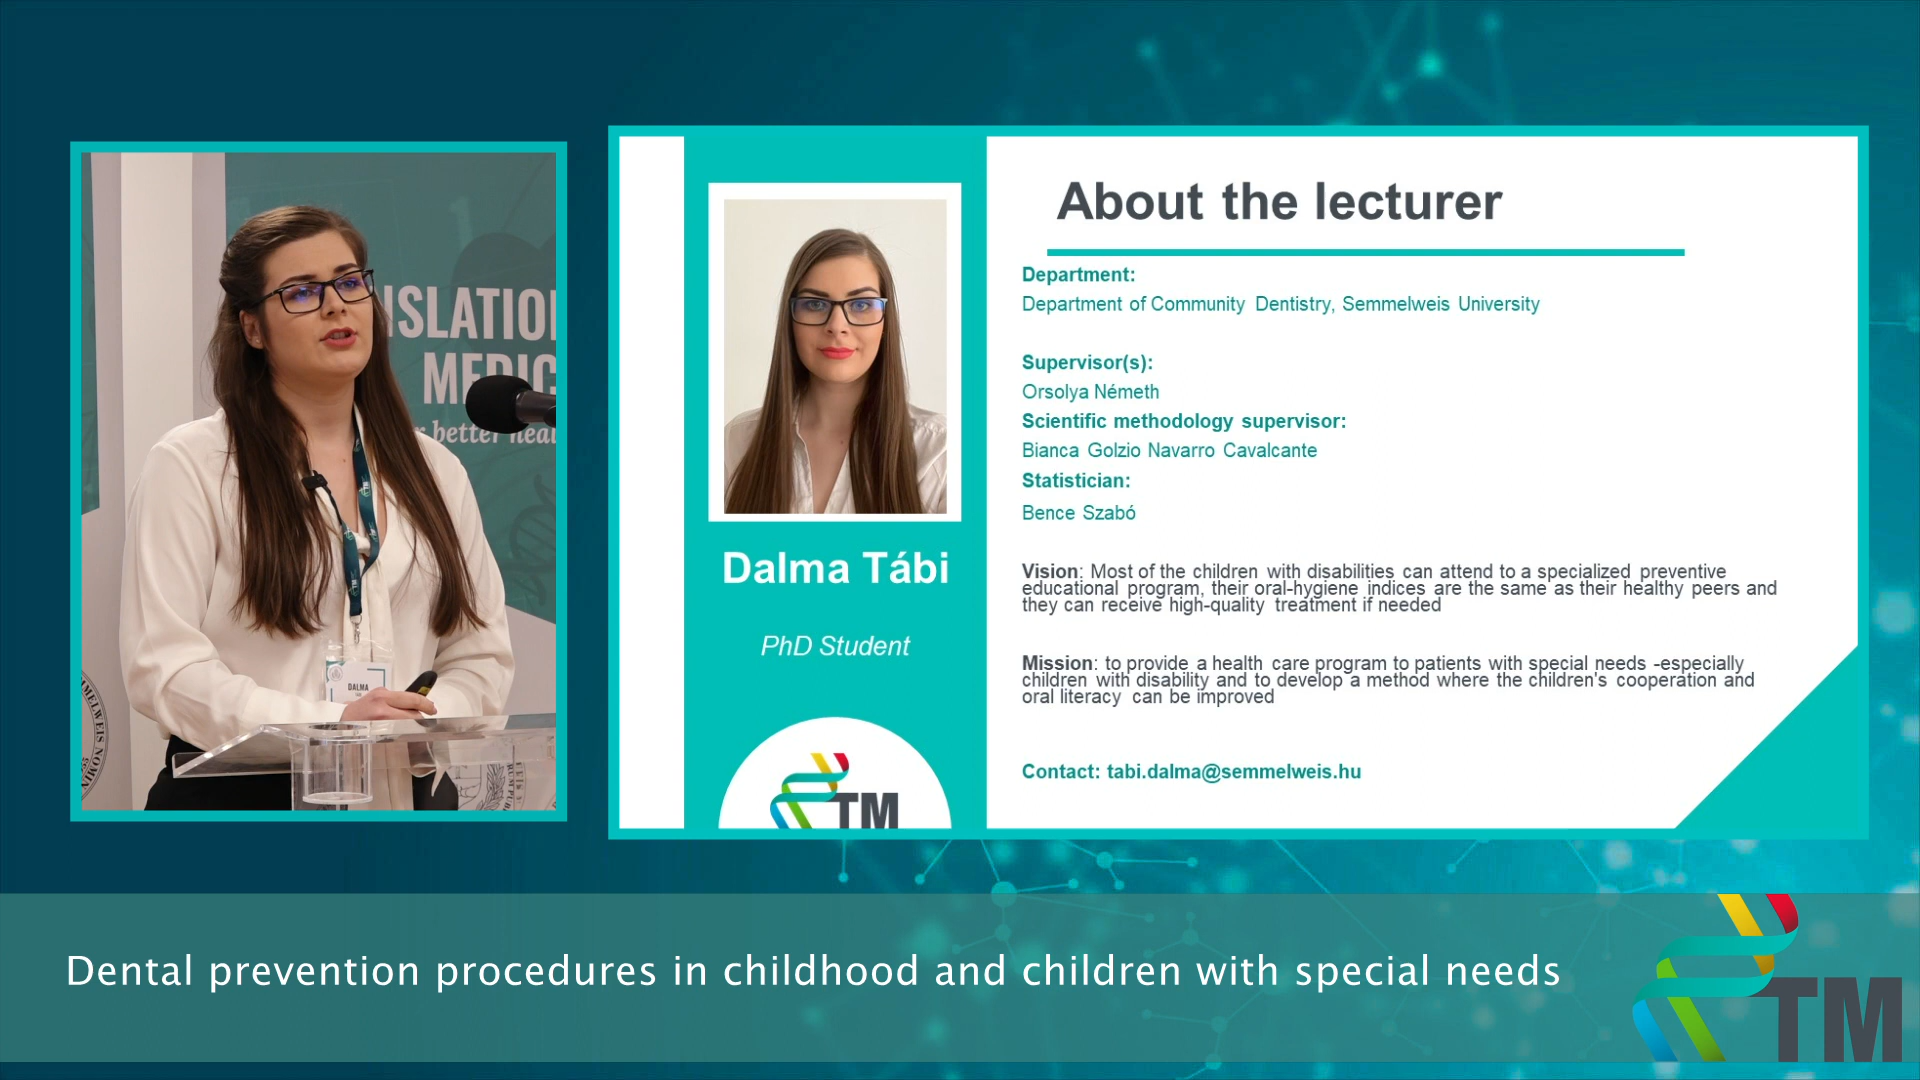 ISLATIO
MEDIC
better heal
DALMA
About the lecturer
Department:
Department of Community Dentistry, Semmelweis University
Supervisor(s):
Orsolya Németh
Scientific methodology supervisor:
Bianca Golzio Navarro Cavalcante
Statistician:
Bence Szabó
Vision: Most of the children with disabilities can attend to a specialized preventive
educational program, their oral-hygiene indices are the same as their healthy peers and
they can receive high-quality treatment if needed
Mission: to provide a health care program to patients with special needs -especially
children with disability and to develop a method where the children's cooperation and
oral literacy can be improved
Contact: tabi.dalma@semmelweis.hu
Dalma Tábi
PhD Student
TM
Dental prevention procedures in childhood and children with special needs
TM